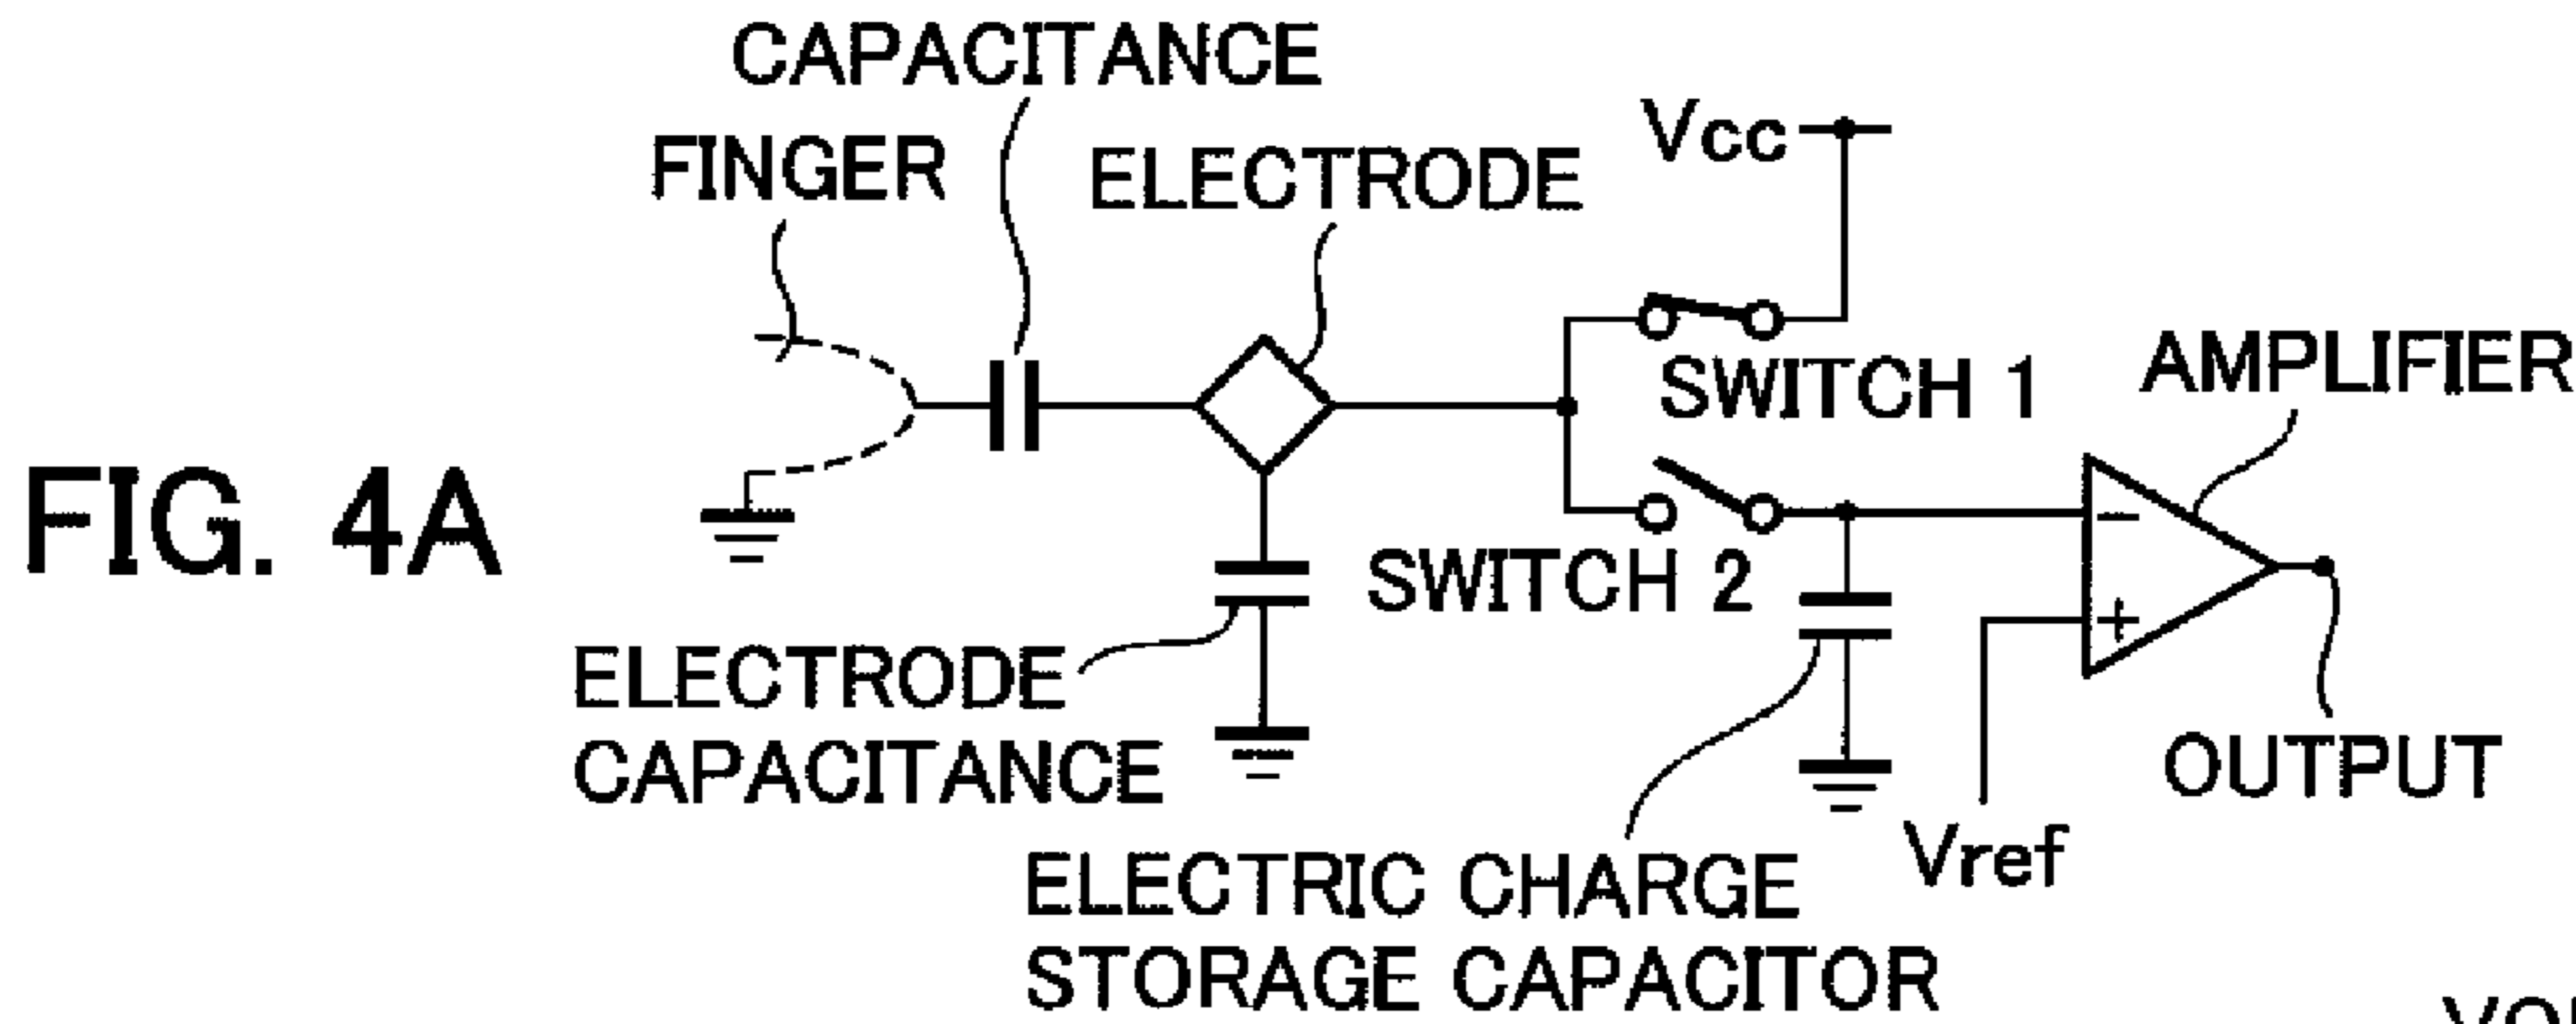 CAPACITANCE
FINGER
ELECTRODE
Vcc
SWITCH 1
AMPLIFIER
FIG. 4A
SWITCH 2
ELECTRODE
CAPACITANCE
OUTPUT
Vref
ELECTRIC CHARGE
STORAGE CAPACITOR